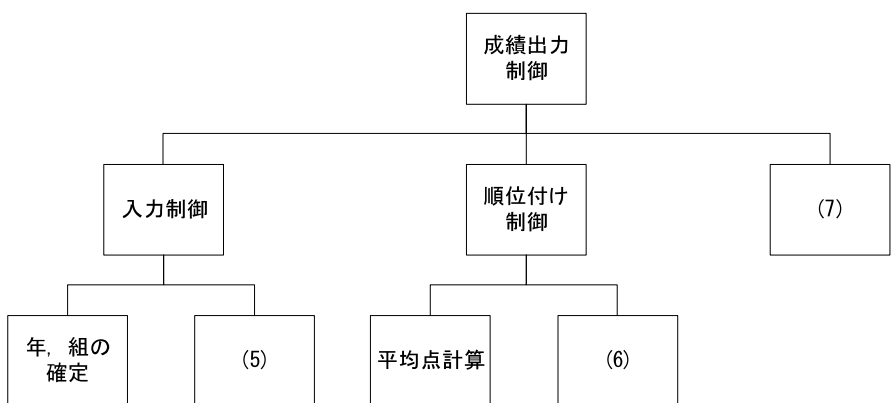 成績出力
制御
入力制御
順位付け
制御
(7)
年，組の
確定
(5)
平均点計算
(6)